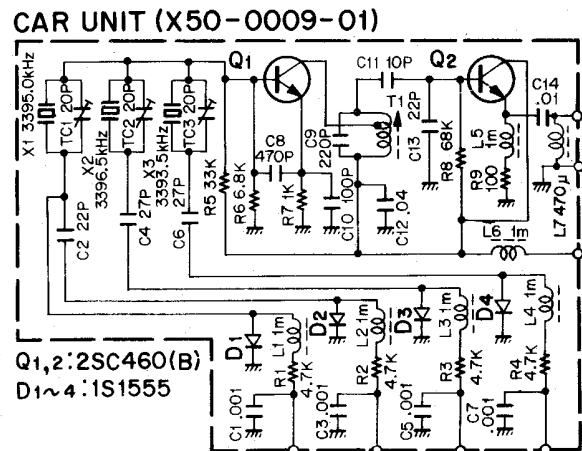 CAR UNIT (X50-0009-01)
X1 3395.0kHz
TC1 20P
X2 3396.5kHz
TC2 20P
X3 3393.5kHz
TC3 20P
Q1
C11 10P
Q2
C8 470P
C9 220P
T1
C13 22P
R8 68K
L5 1m
C14 .01
R9 100
L7 470μ
C2 22P
C4 27P
C6 27P
R5 33K
R6 6.8K
R7 1K
C10 100P
C12 .04
L6 1m
D1
L1 1m
D2
L2 1m
D3
L3 1m
D4
L4 1m
R1 4.7K
R2 4.7K
R3 4.7K
R4 4.7K
C1 .001
C3 .001
C5 .001
C7 .001
Q1,2:2SC460(B)
D1~4:1S1555